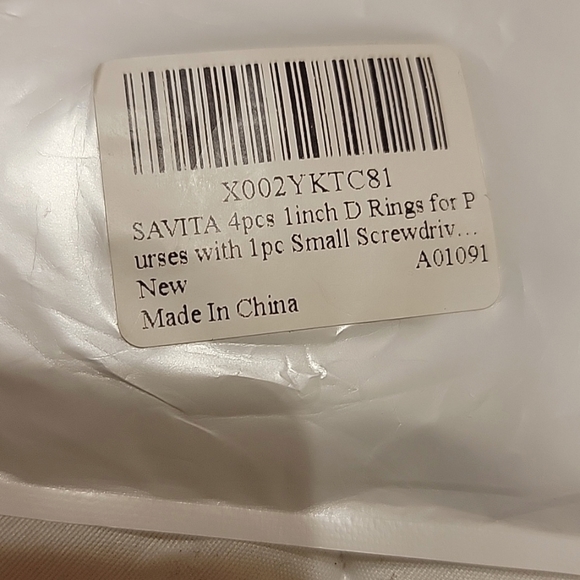 X002YKTC81
SAVITA 4pcs 1inch D Rings for P
urses with 1pc Small Screwdriv...
A01091
New
Made In China